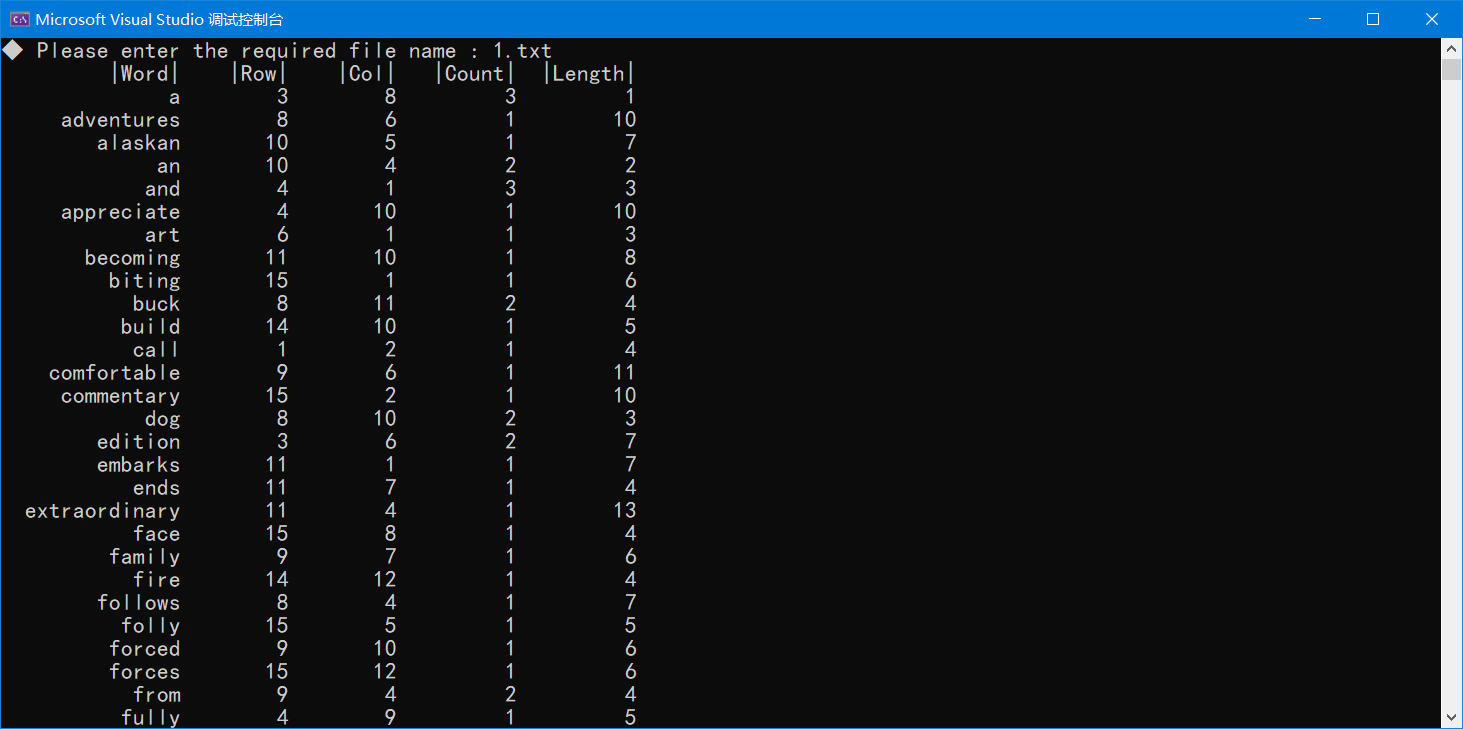 Microsoft Visual Studio 调试控制台
◆ Please enter the required file name : 1.txt
|Word| |Row| |Col| |Count| |Length|
a 3 8 3 1
adventures 8 6 1 10
alaskan 10 5 1 7
an 10 4 2 2
and 4 1 3 3
appreciate 4 10 1 10
art 6 1 1 3
becoming 11 10 1 8
biting 15 1 1 6
buck 8 11 2 4
build 14 10 1 5
call 1 2 1 4
comfortable 9 6 1 11
commentary 15 2 1 10
dog 8 10 2 3
edition 3 6 2 7
embarks 11 1 1 7
ends 11 7 1 4
extraordinary 11 4 1 13
face 15 8 1 4
family 9 7 1 6
fire 14 12 1 4
follows 8 4 1 7
folly 15 5 1 5
forced 9 10 1 6
forces 15 12 1 6
from 9 4 2 4
fully 4 9 1 5